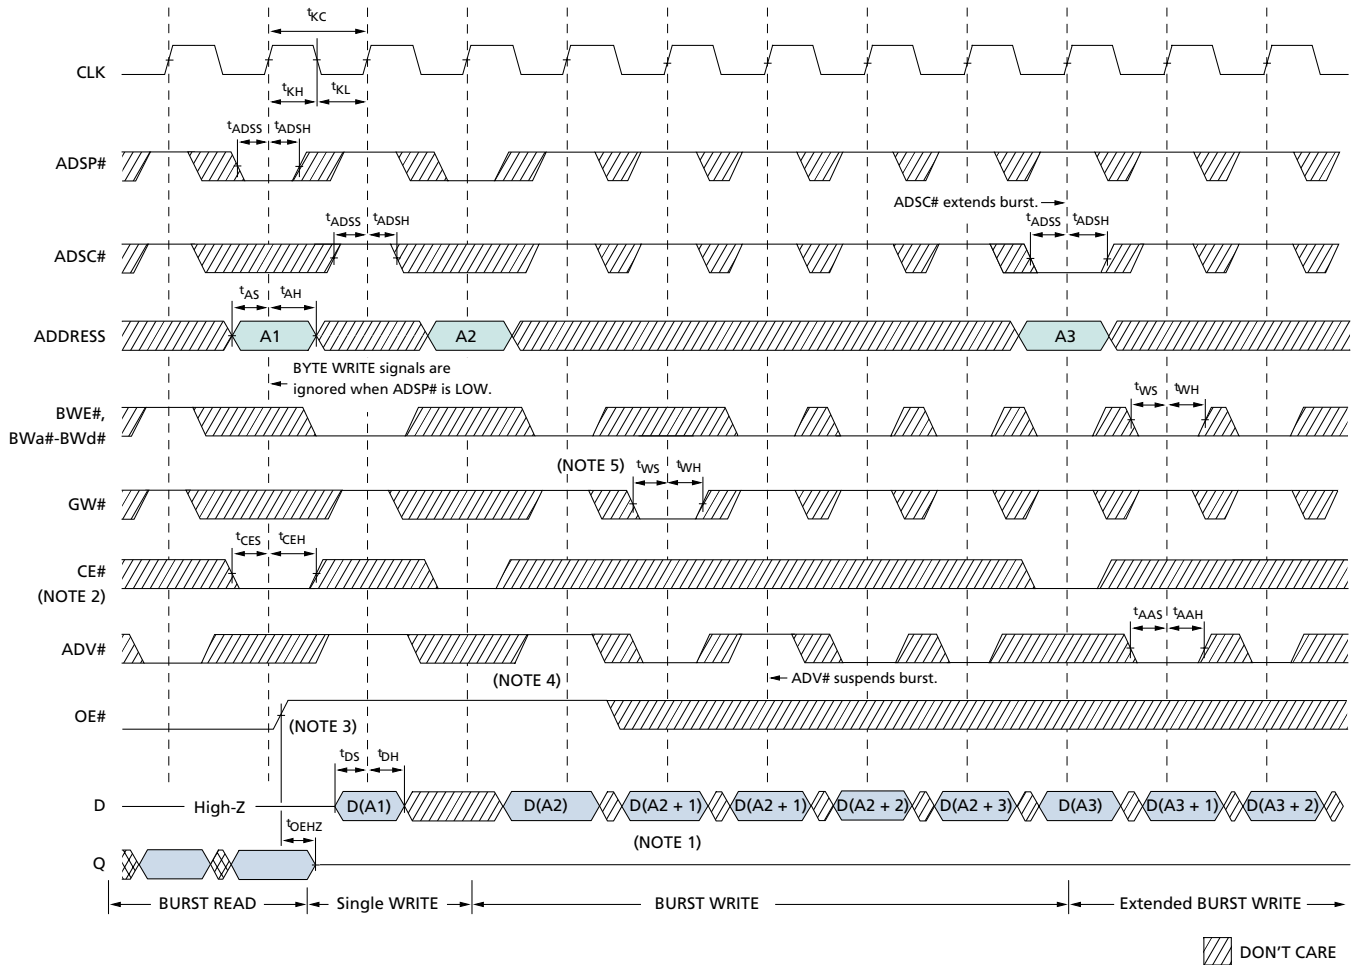 tKC
CLK
tKH
tKL
tADSS
tADSH
ADSP#
ADSC# extends burst.
tADSS
tADSH
tADSS
tADSH
ADSC#
tAS
tAH
ADDRESS
A1
A2
A3
BYTE WRITE signals are
ignored when ADSP# is LOW.
BWE#,
BWa#-BWd#
tWS
tWH
(NOTE 5)
tWS
tWH
GW#
tCES
tCEH
CE#
(NOTE 2)
tAAS
tAAH
ADV#
(NOTE 4)
ADV# suspends burst.
OE#
(NOTE 3)
tDS
tDH
D
High-Z
D(A1)
D(A2)
D(A2 + 1)
D(A2 + 1)
D(A2 + 2)
D(A2 + 3)
D(A3)
D(A3 + 1)
D(A3 + 2)
tOEHZ
(NOTE 1)
Q
BURST READ
Single WRITE
BURST WRITE
Extended BURST WRITE
DON'T CARE